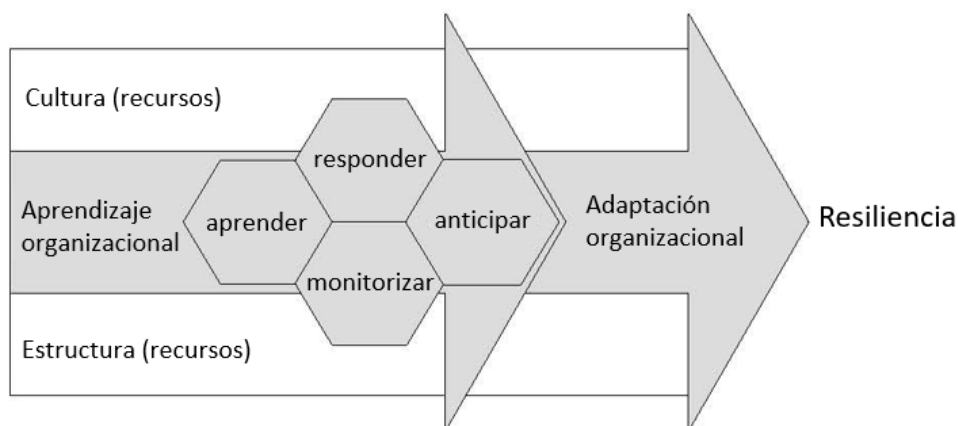 Cultura (recursos)
responder
Aprendizaje
organizacional
aprender
anticipar
Adaptación
organizacional
Resiliencia
monitorizar
Estructura (recursos)